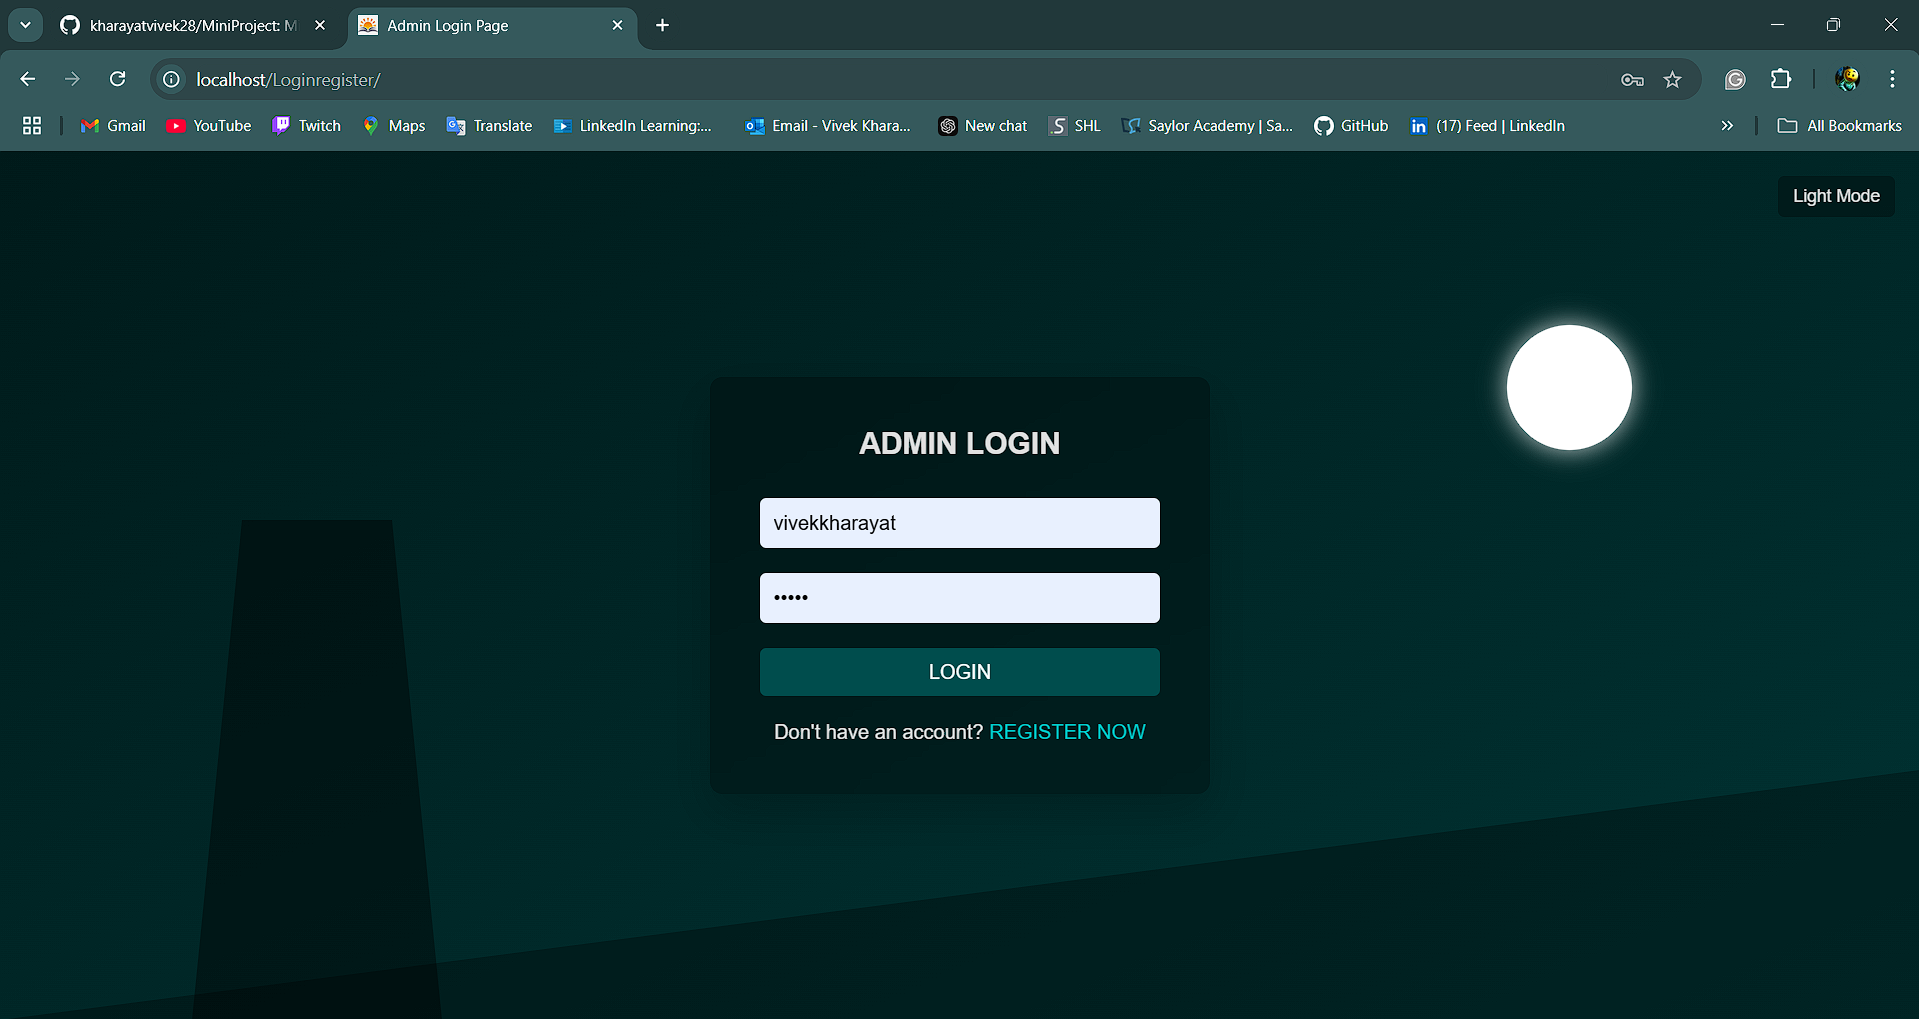 kharayatvivek28/MiniProject: M
Admin Login Page
localhost/Loginregister/
Gmail
YouTube
Twitch
Maps
Translate
LinkedIn Learning:...
Email - Vivek Khara...
New chat
SHL
Saylor Academy | Sa...
GitHub
(17) Feed | LinkedIn
All Bookmarks
Light Mode
ADMIN LOGIN
vivekkharayat
•••••
LOGIN
Don't have an account? REGISTER NOW